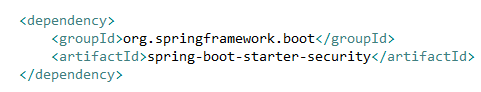 <dependency>
    <groupId>org.springframework.boot</groupId>
    <artifactId>spring-boot-starter-security</artifactId>
</dependency>